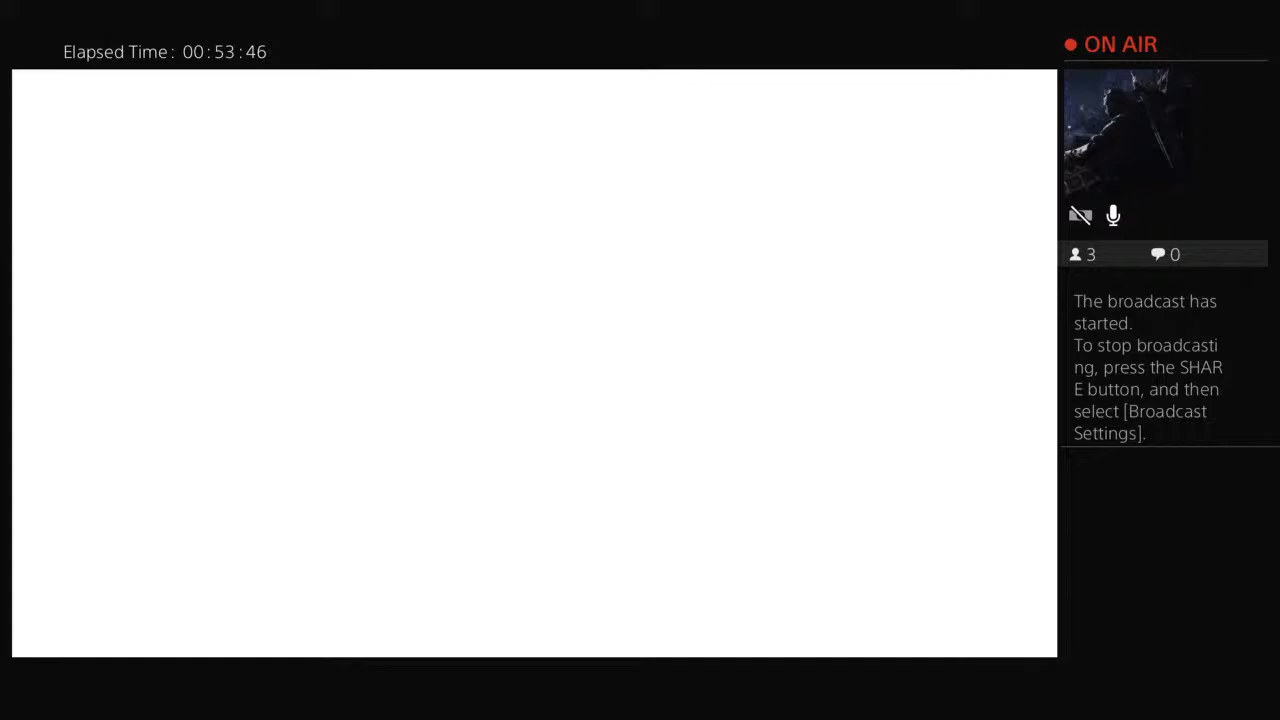 Elapsed Time: 00:53:46
ON AIR
3 0
The broadcast has
started.
To stop broadcasti
ng, press the SHAR
E button, and then
select [Broadcast
Settings].